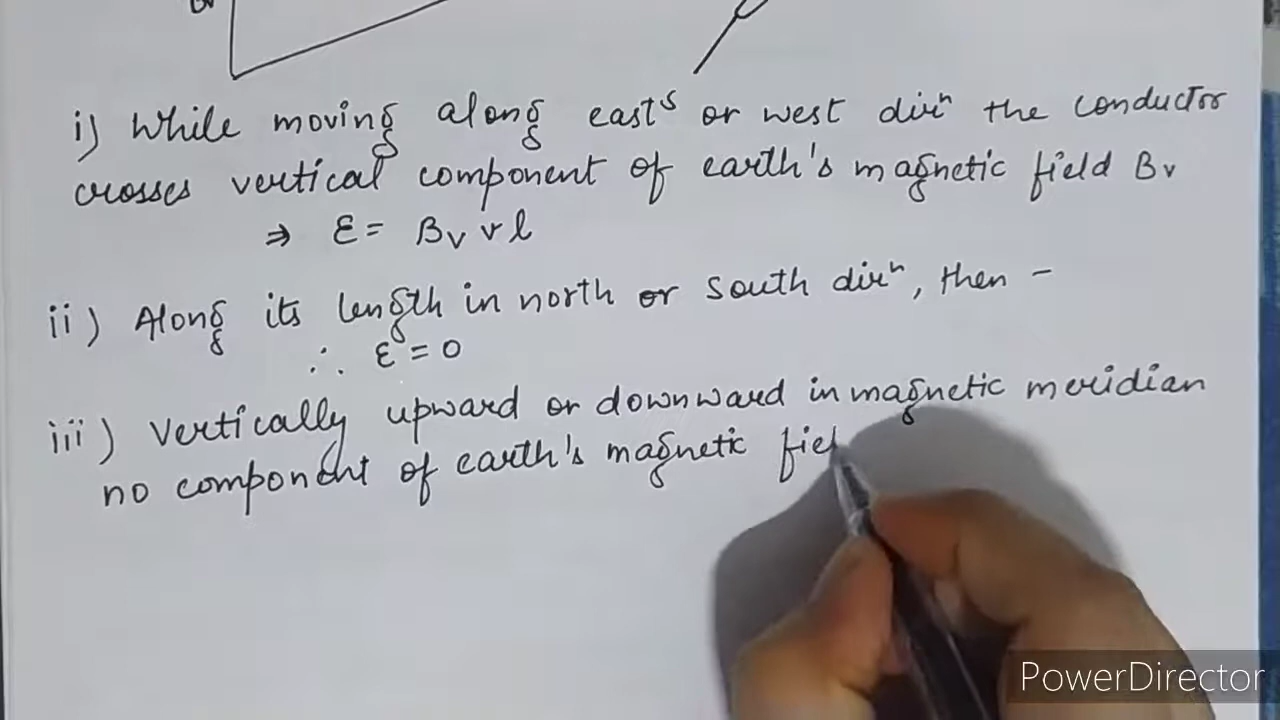 i) While moving along eastˢ or west dirⁿ the conductor
crosses vertical component of earth's magnetic field Bv
⇒ ε = Bv v l
ii) Along its length in north or south dirⁿ, then –
∴ ε = 0
iii) Vertically upward or downward in magnetic meridian
no component of earth's magnetic fiel
PowerDirector